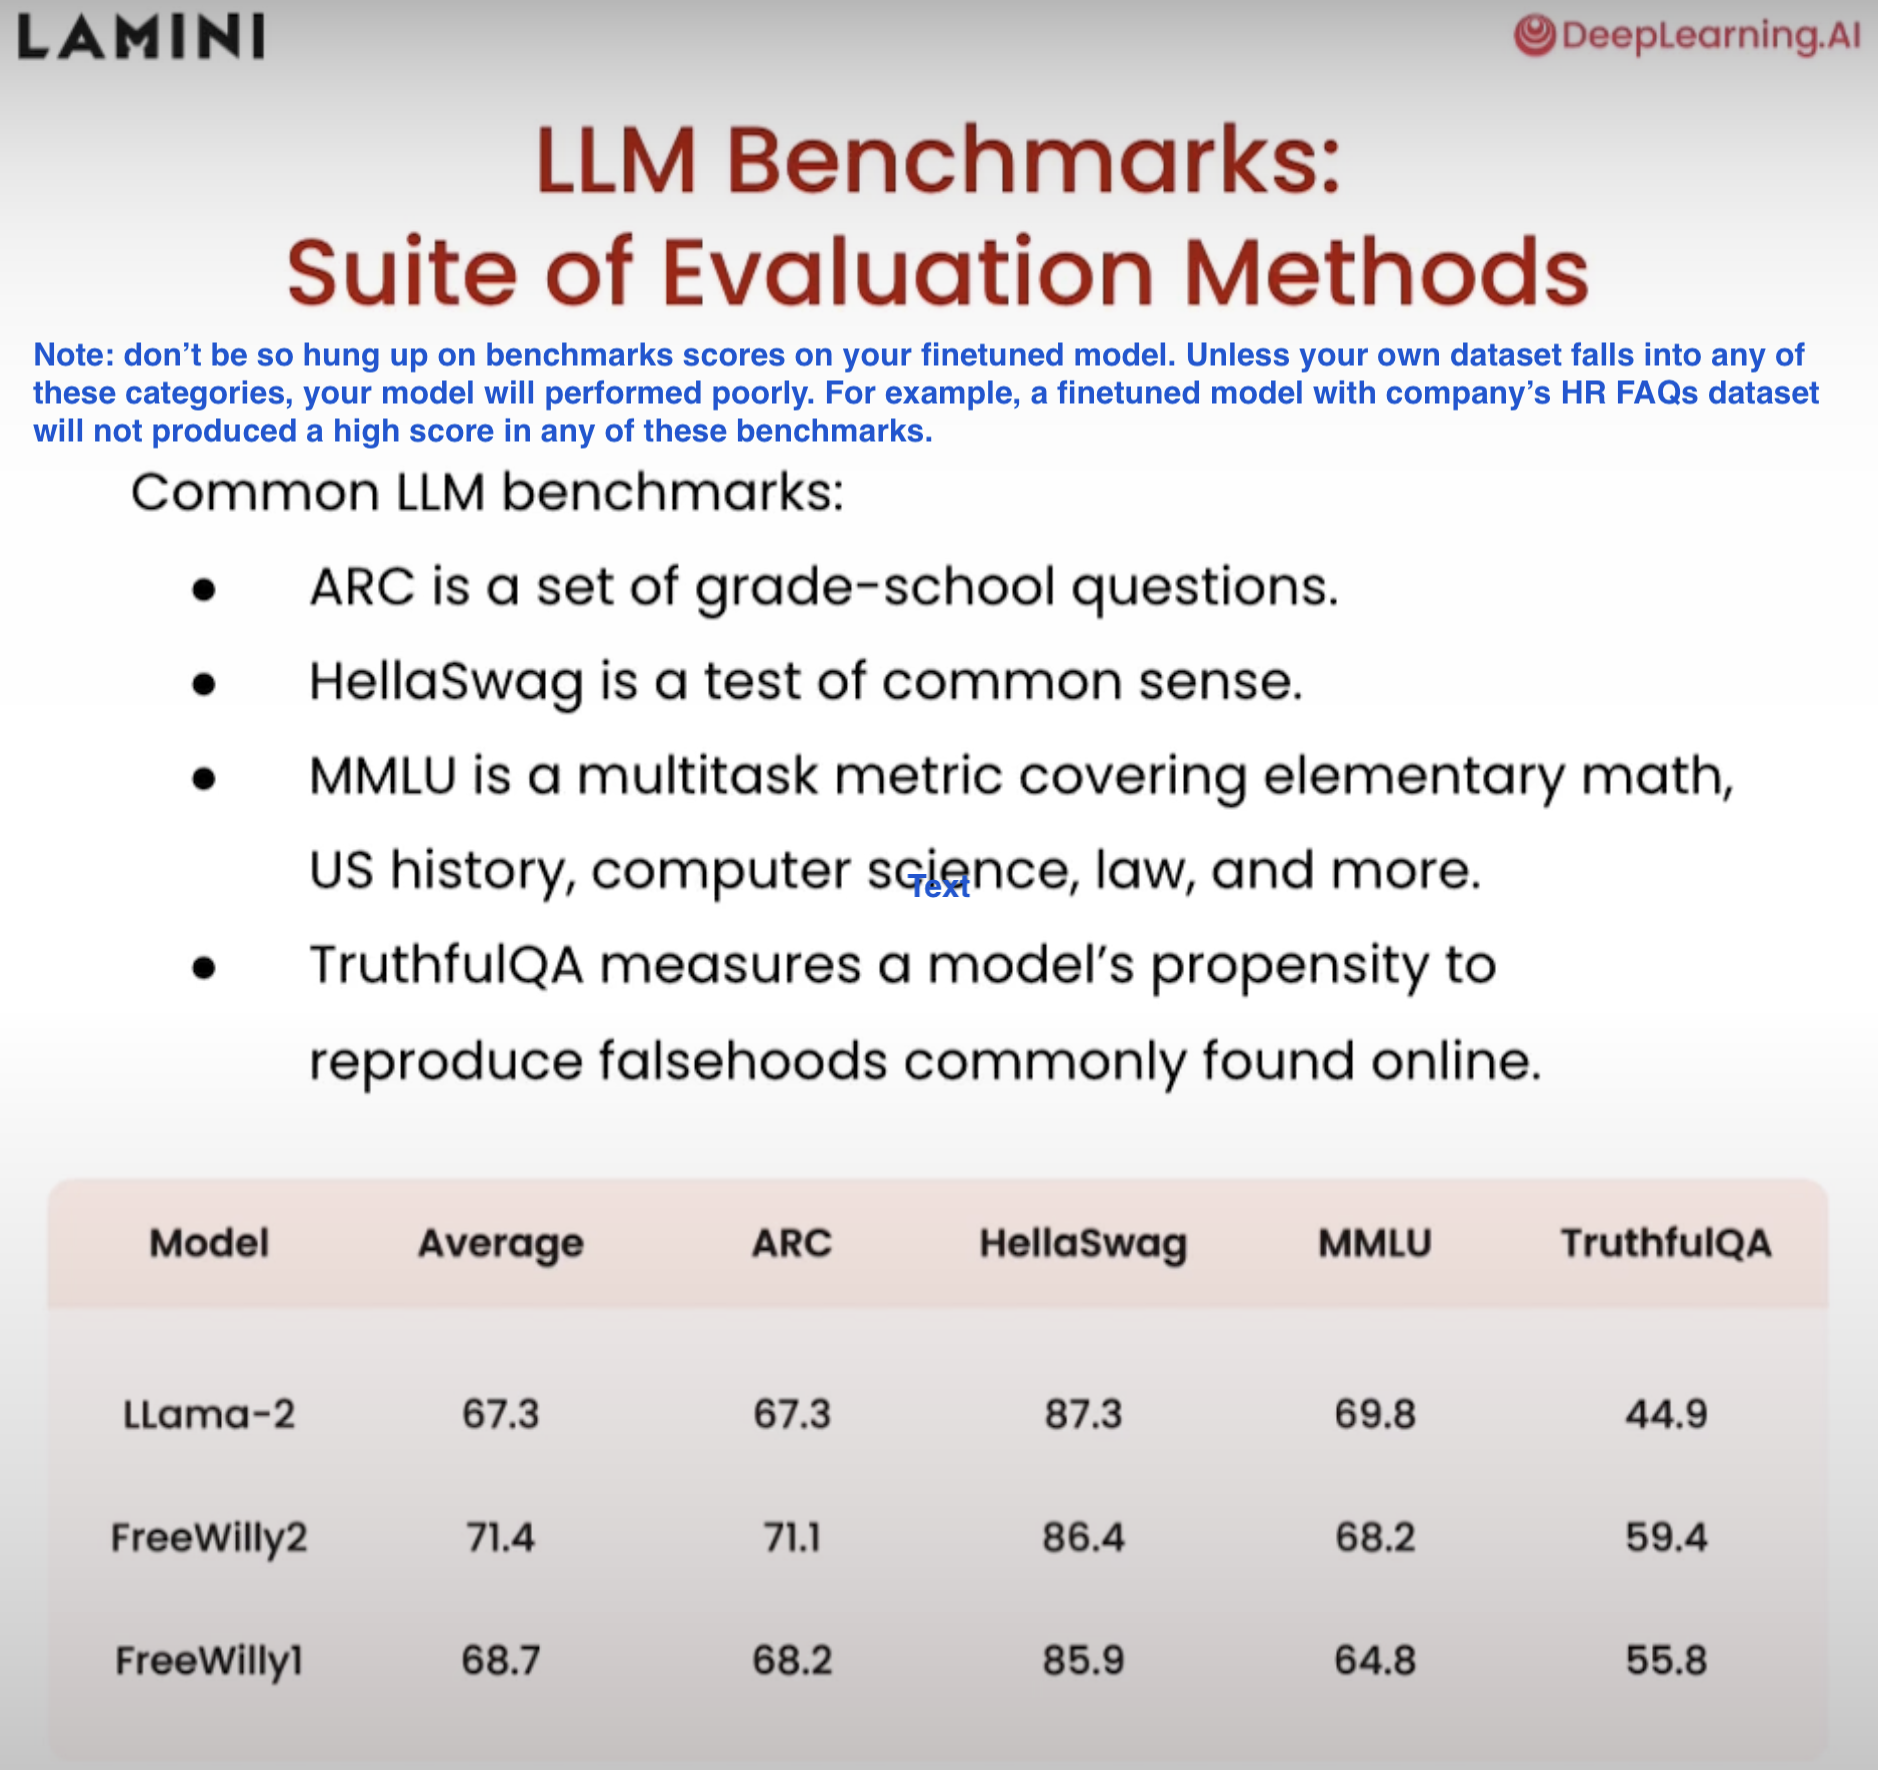 LAMINI
DeepLearning.AI
LLM Benchmarks:
Suite of Evaluation Methods
Note: don’t be so hung up on benchmarks scores on your finetuned model. Unless your own dataset falls into any of
these categories, your model will performed poorly. For example, a finetuned model with company’s HR FAQs dataset
will not produced a high score in any of these benchmarks.
Common LLM benchmarks:
● ARC is a set of grade-school questions.
● HellaSwag is a test of common sense.
● MMLU is a multitask metric covering elementary math,
US history, computer science, law, and more.
Text
● TruthfulQA measures a model’s propensity to
reproduce falsehoods commonly found online.
Model Average ARC HellaSwag MMLU TruthfulQA
LLama-2 67.3 67.3 87.3 69.8 44.9
FreeWilly2 71.4 71.1 86.4 68.2 59.4
FreeWilly1 68.7 68.2 85.9 64.8 55.8